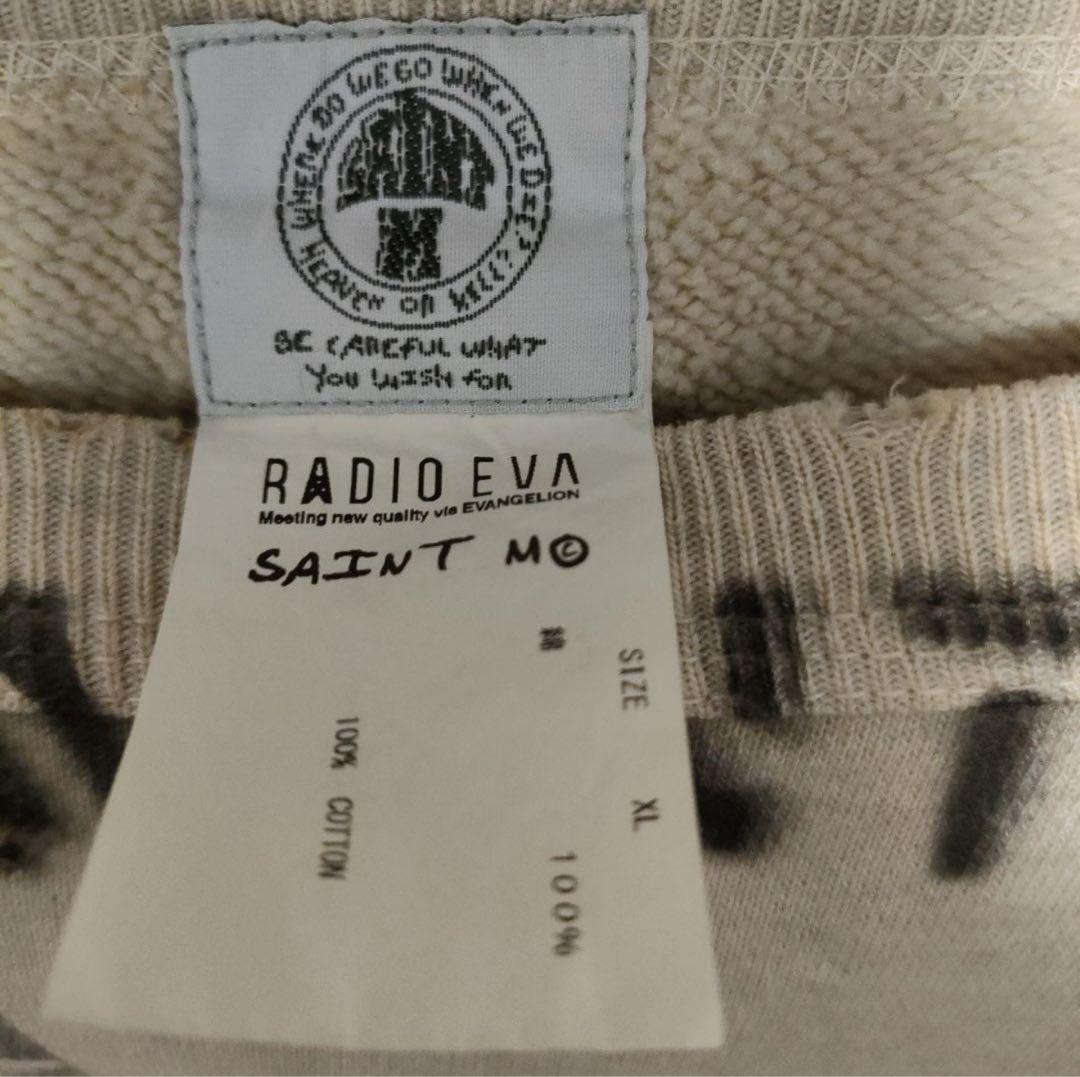 WHERE DO WE GO WHEN WE DIE?
HEAVEN OR HELL?
BE CAREFUL WHAT
YOU WISH FOR
RADIO EVA
Meeting new quality via EVANGELION
SAINT M©
SIZE XL
綿 100%
100% COTTON